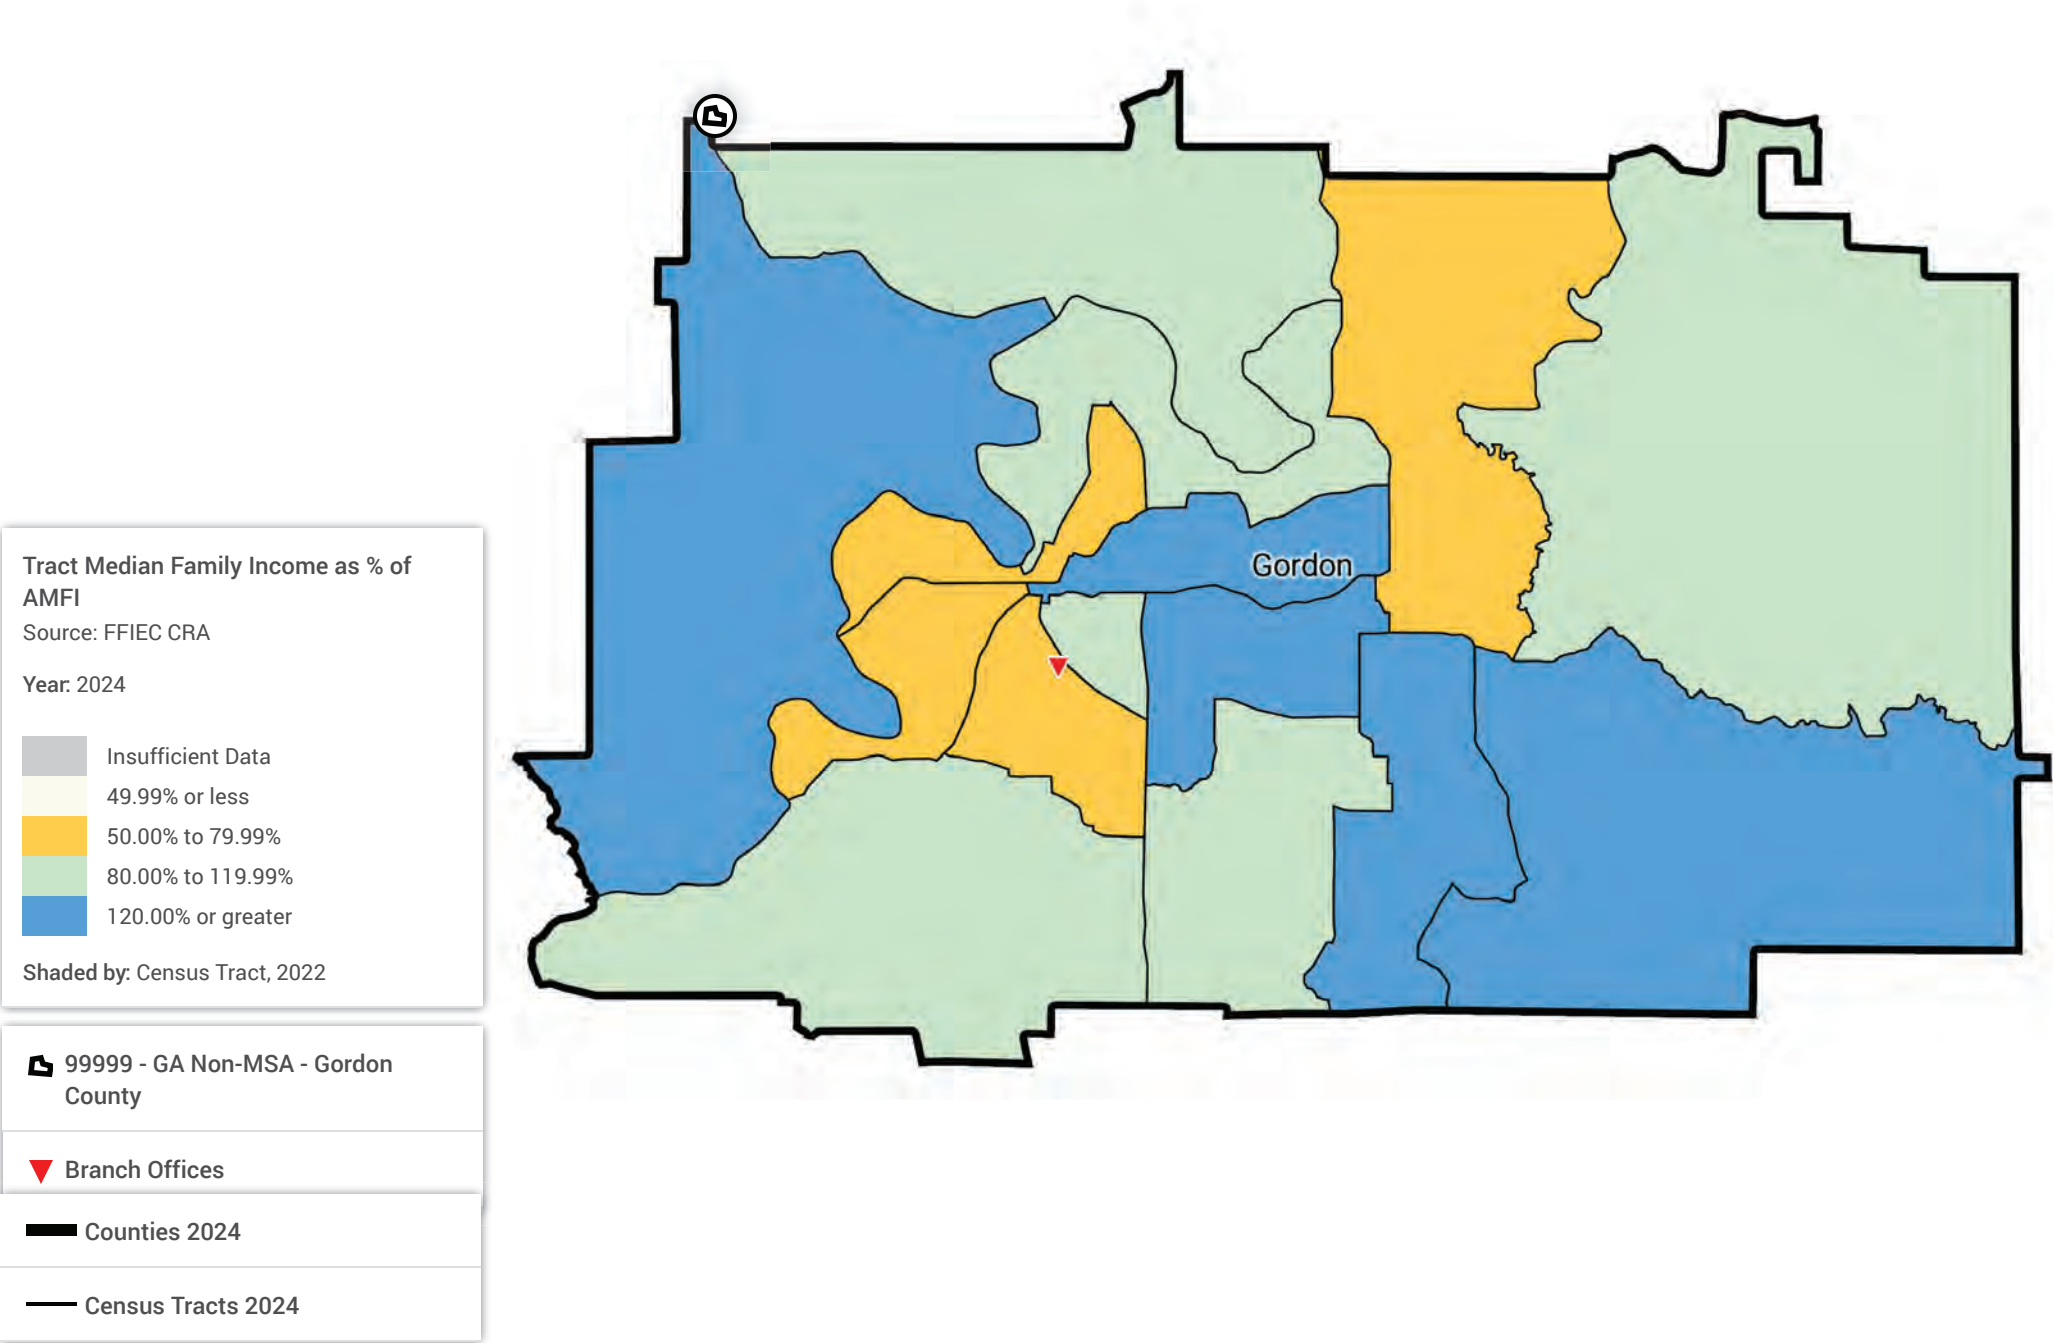 Tract Median Family Income as % of
AMFI
Source: FFIEC CRA
Year: 2024
Insufficient Data
49.99% or less
50.00% to 79.99%
80.00% to 119.99%
120.00% or greater
Shaded by: Census Tract, 2022
99999 - GA Non-MSA - Gordon
County
Branch Offices
Counties 2024
Census Tracts 2024
Gordon